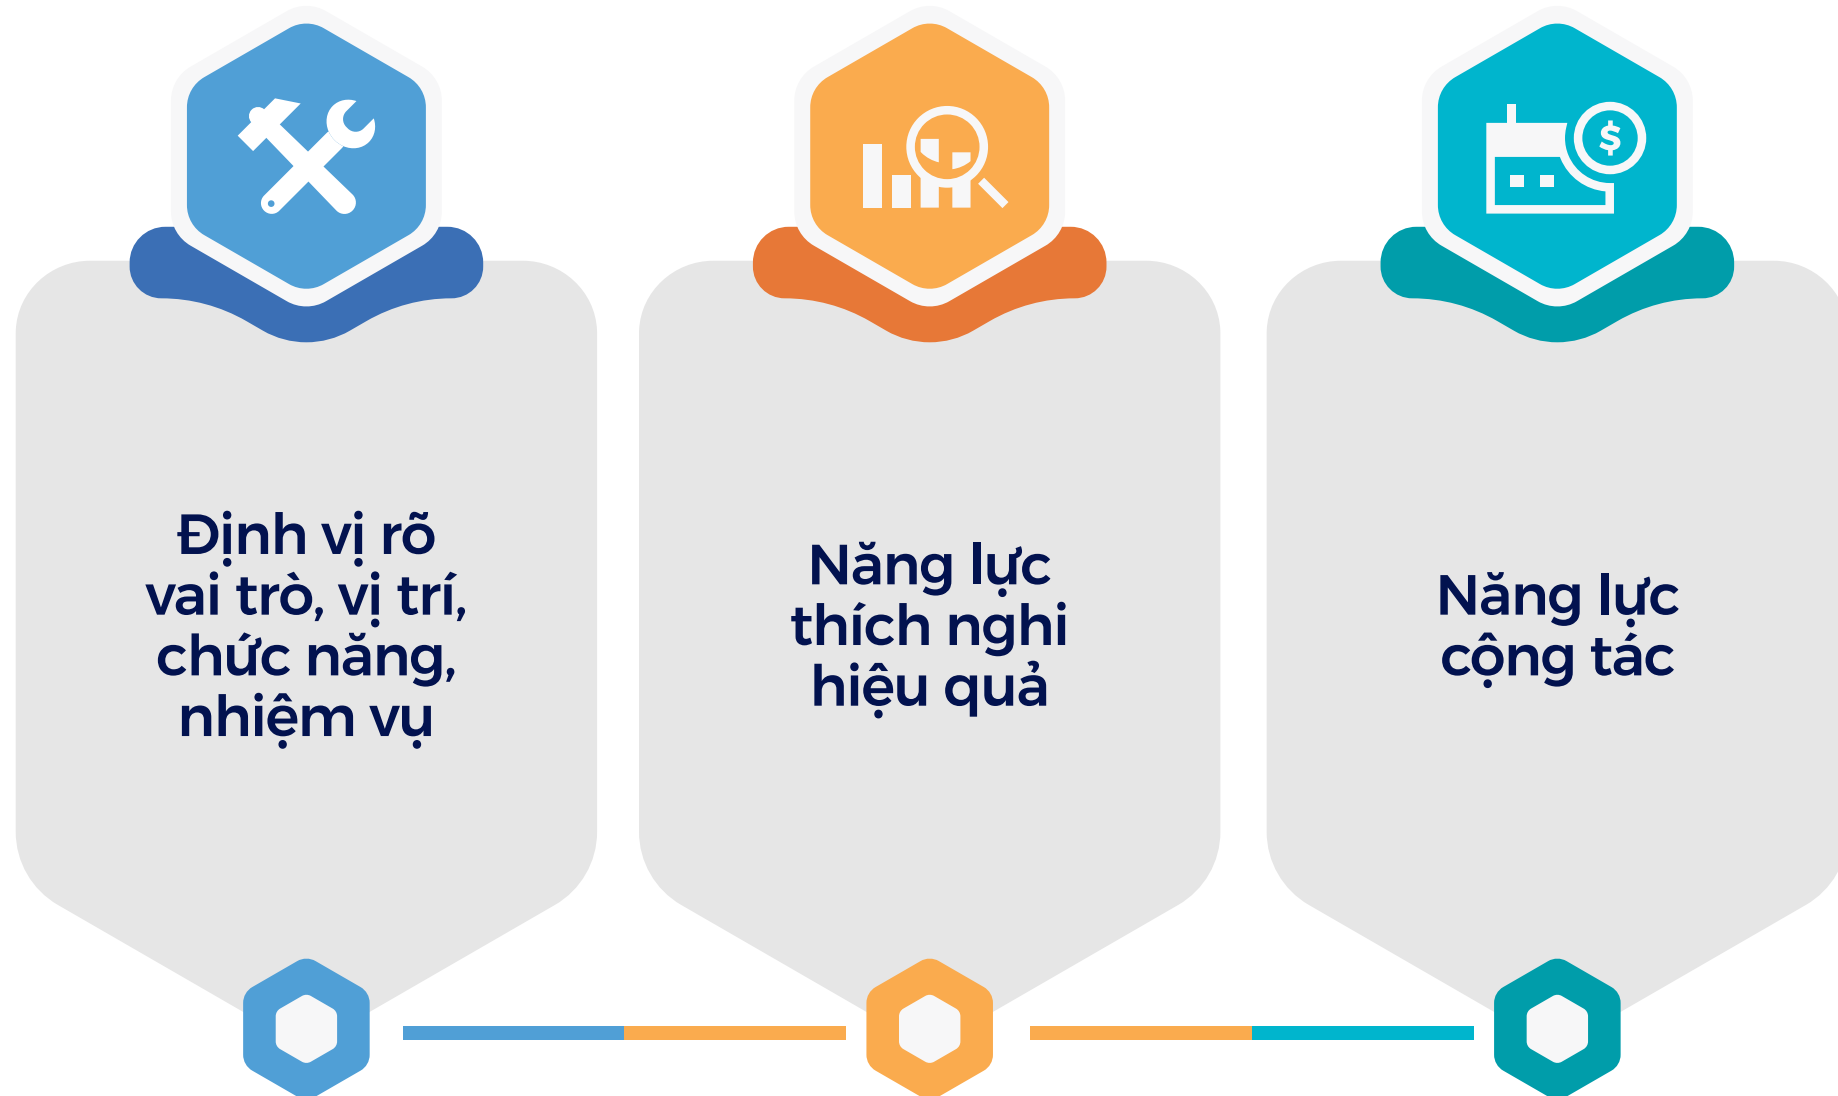 Định vị rõ
vai trò, vị trí,
chức năng,
nhiệm vụ
Năng lực
thích nghi
hiệu quả
$
Năng lực
cộng tác